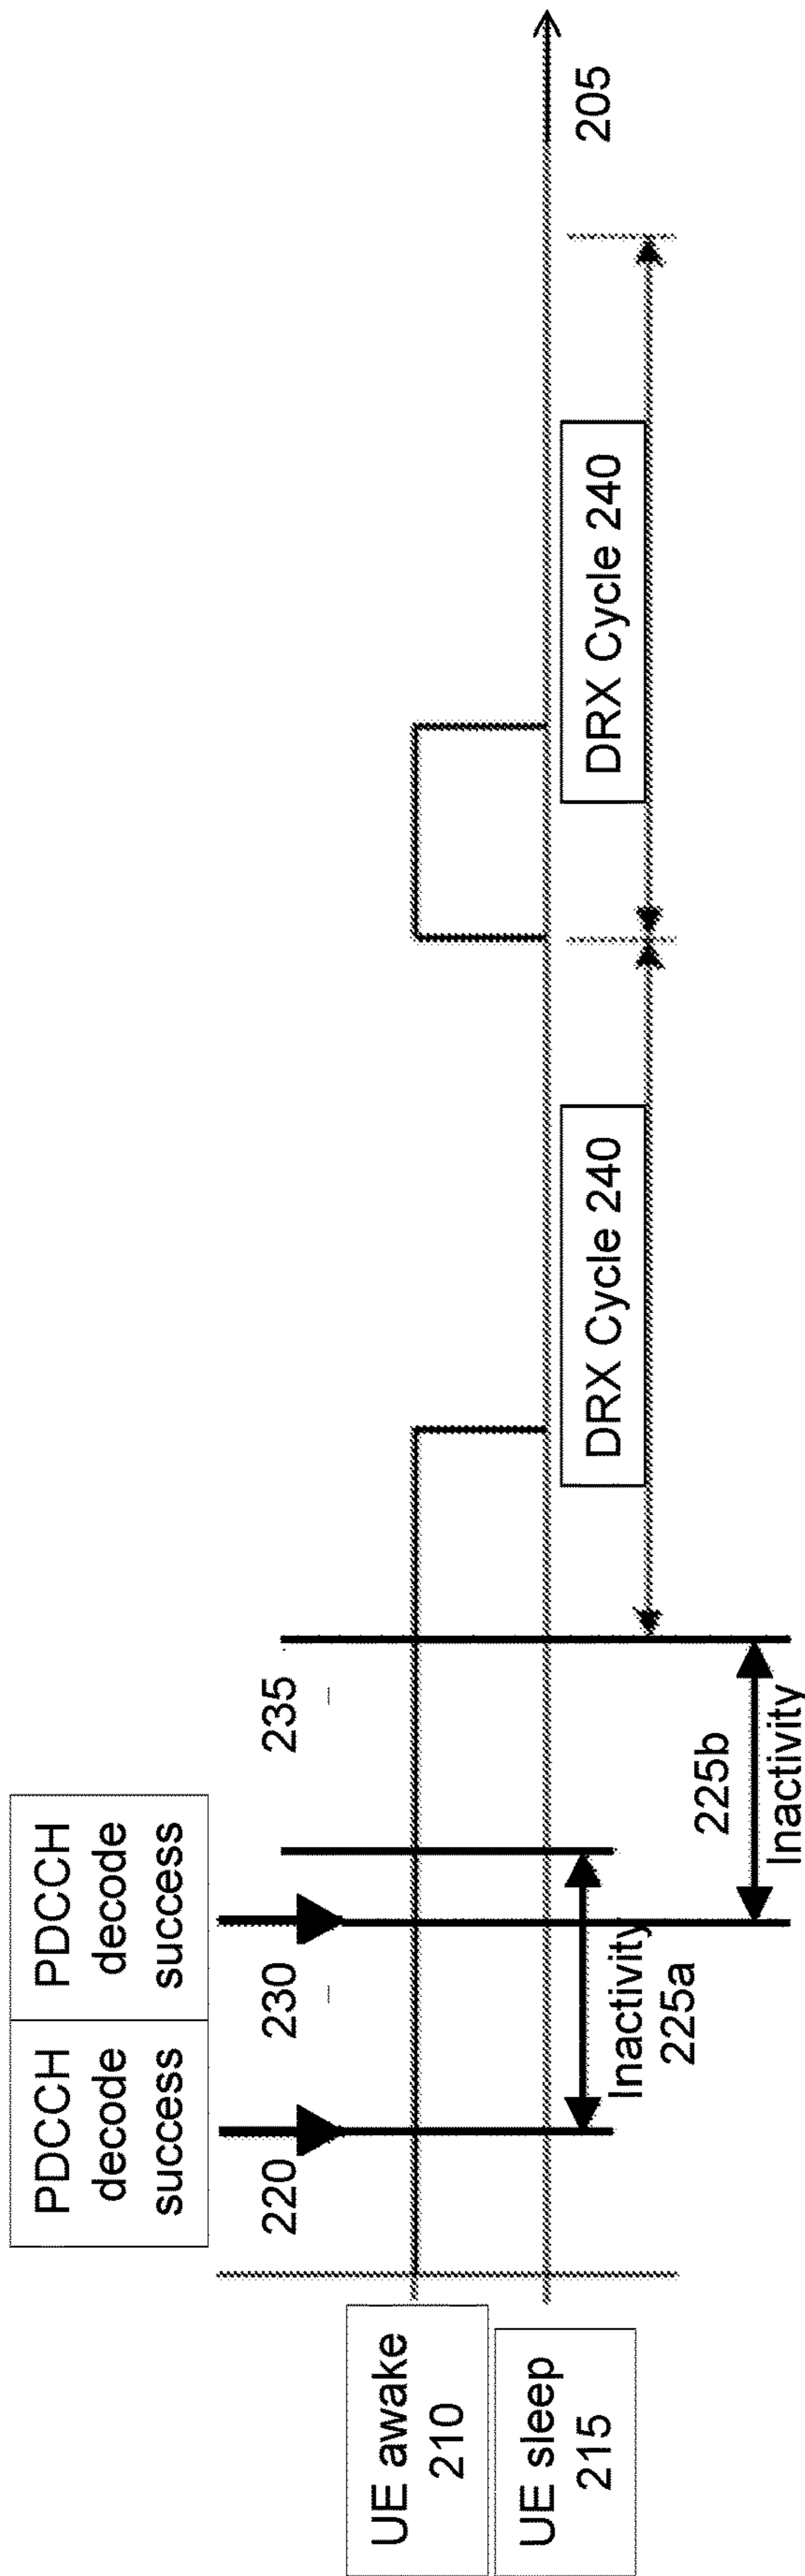 PDCCH
decode
success
PDCCH
decode
success
220
230
235
UE awake
210
UE sleep
215
205
Inactivity
225a
225b
Inactivity
DRX Cycle 240
DRX Cycle 240